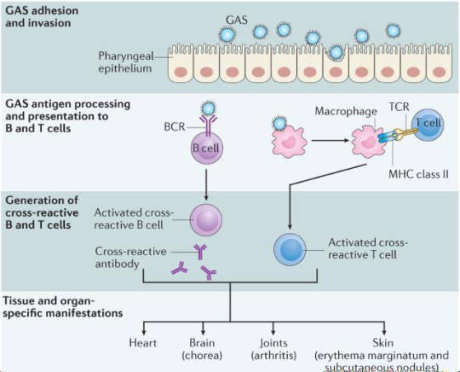 GAS adhesion
and invasion
GAS
Pharyngeal
epithelium
GAS antigen processing
and presentation to
B and T cells
BCR
B cell
Macrophage
TCR
T cell
MHC class II
Generation of
cross-reactive
B and T cells
Activated cross-
reactive B cell
Cross-reactive
antibody
Activated cross-
reactive T cell
Tissue and organ-
specific manifestations
Heart
Brain
(chorea)
Joints
(arthritis)
Skin
(erythema marginatum and
subcutaneous nodules)